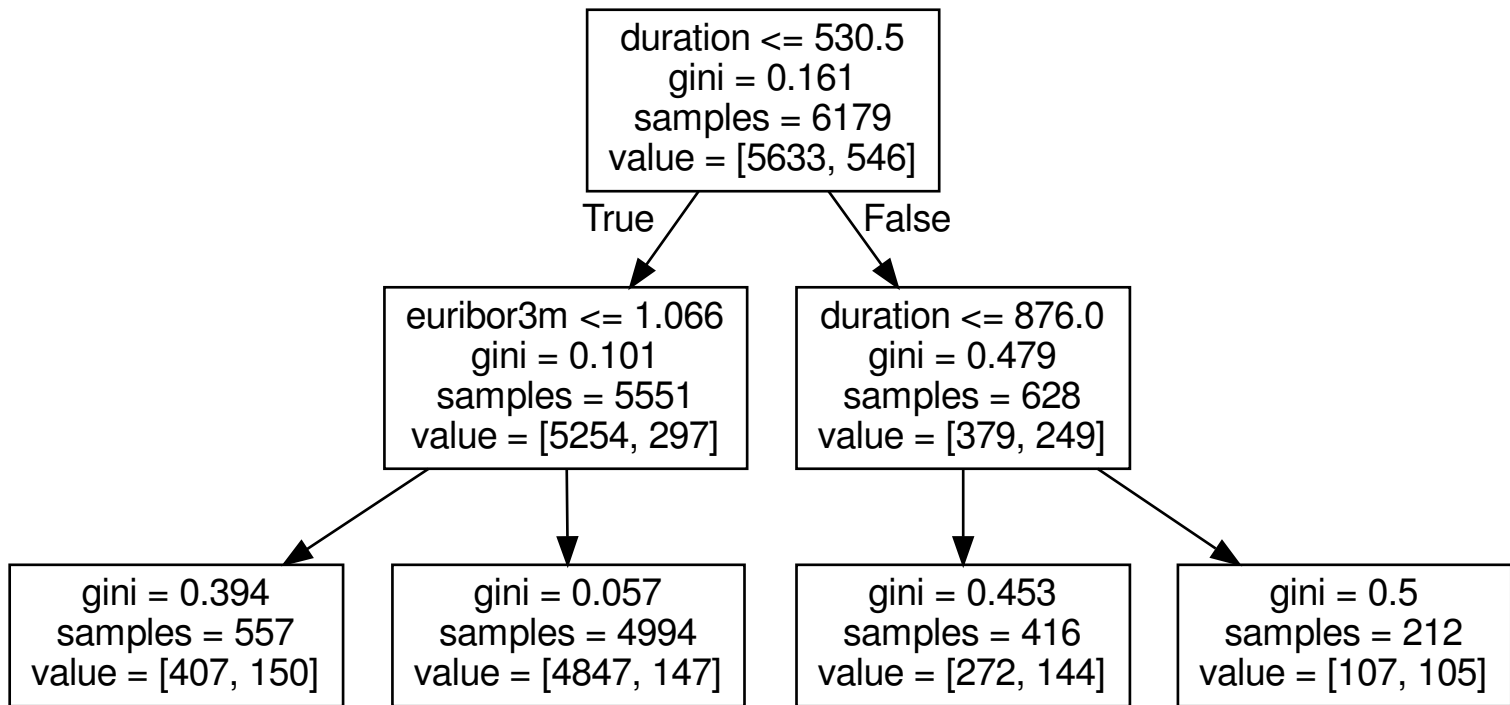 duration <= 530.5
gini = 0.161
samples = 6179
value = [5633, 546]
True
False
euribor3m <= 1.066
gini = 0.101
samples = 5551
value = [5254, 297]
duration <= 876.0
gini = 0.479
samples = 628
value = [379, 249]
gini = 0.394
samples = 557
value = [407, 150]
gini = 0.057
samples = 4994
value = [4847, 147]
gini = 0.453
samples = 416
value = [272, 144]
gini = 0.5
samples = 212
value = [107, 105]